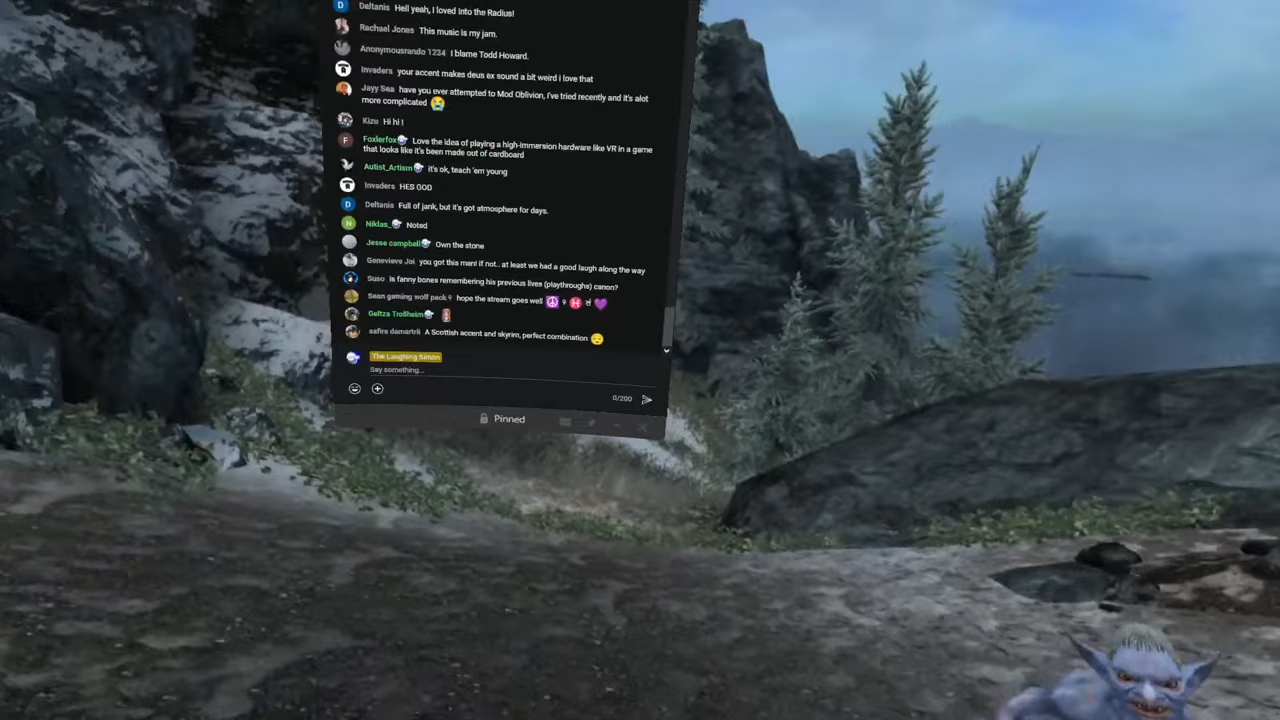 D Deltanis Hell yeah, I loved Into the Radius!
Rachael Jones This music is my jam.
Anonymousrando 1234 I blame Todd Howard.
Invaders your accent makes deus ex sound a bit weird i love that
Jayy Sea have you ever attempted to Mod Oblivion, I've tried recently and it's alot
more complicated 😭
Kizu Hi hi !
F Foxlerfox Love the idea of playing a high-immersion hardware like VR in a game
that looks like it's been made out of cardboard
Autist_Artism it's ok, teach 'em young
Invaders HES GOD
D Deltanis Full of jank, but it's got atmosphere for days.
N Niklas_ Noted
Jesse campbell Own the stone
Genevieve Joi you got this man! if not.. at least we had a good laugh along the way
Suso is fanny bones remembering his previous lives (playthroughs) canon?
Sean gaming wolf pack hope the stream goes well
Geltza Trollheim
safira damartrii A Scottish accent and skyrim, perfect combination 😌
The Laughing Simon
Say something...
0/200
Pinned